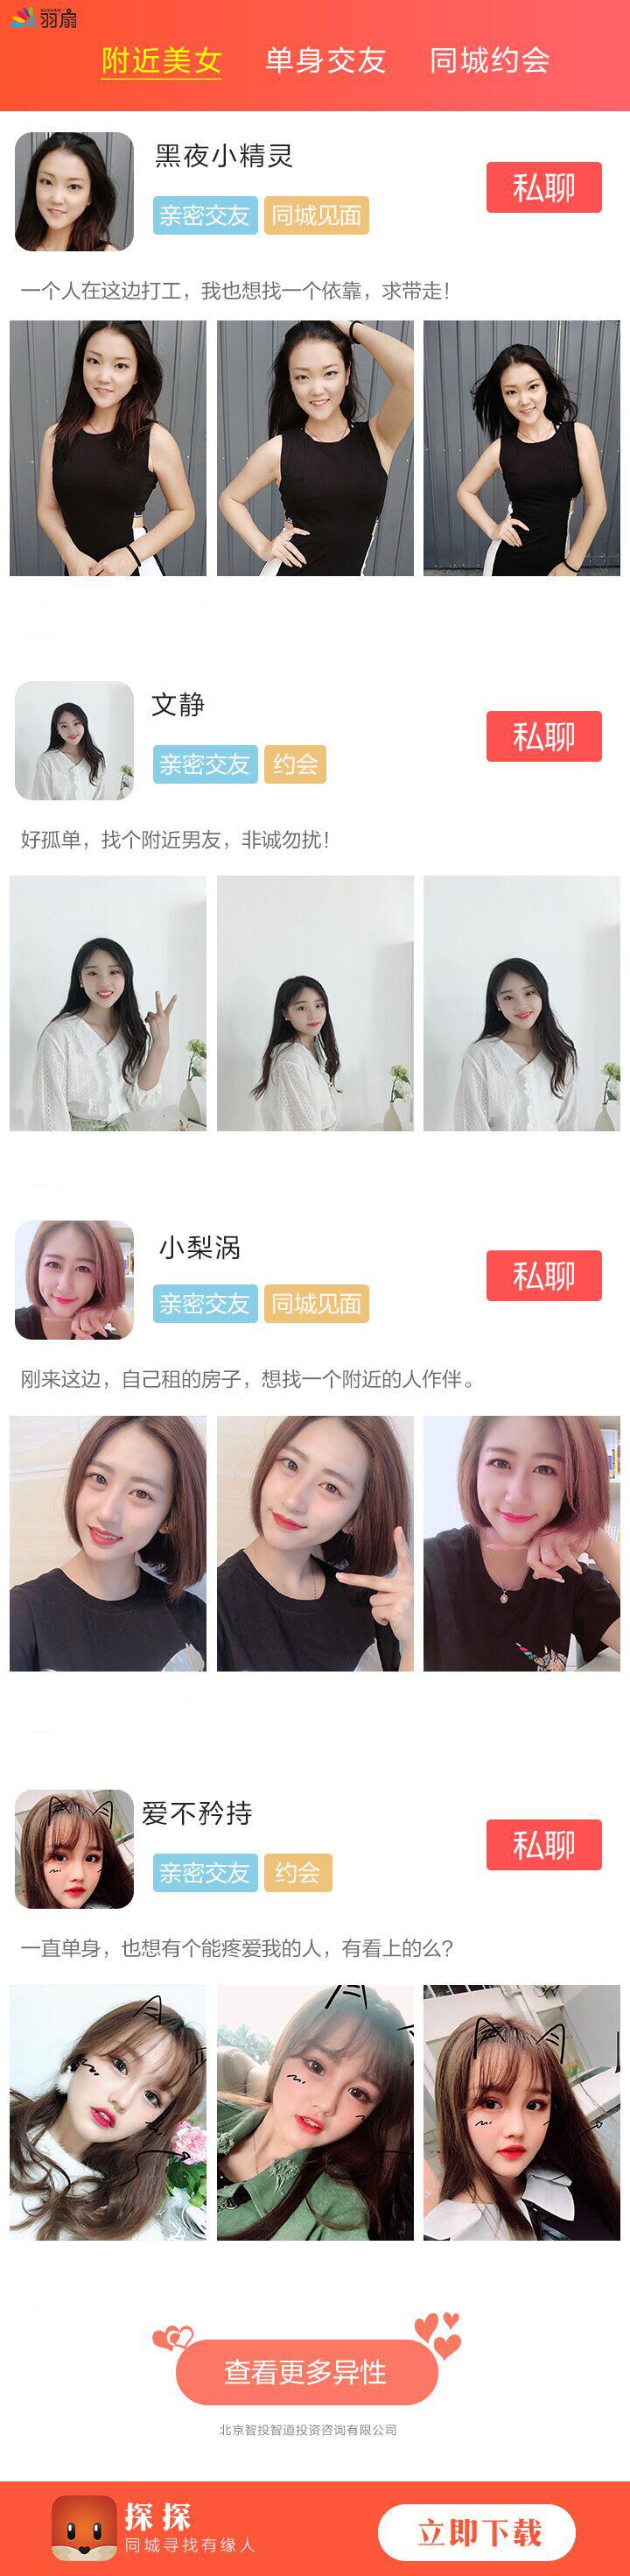 YUSHAN
羽扇
附近美女 单身交友 同城约会
黑夜小精灵
私聊
亲密交友 同城见面
一个人在这边打工，我也想找一个依靠，求带走！
文静
私聊
亲密交友 约会
好孤单，找个附近男友，非诚勿扰！
小梨涡
私聊
亲密交友 同城见面
刚来这边，自己租的房子，想找一个附近的人作伴。
爱不矜持
私聊
亲密交友 约会
一直单身，也想有个能疼爱我的人，有看上的么？
查看更多异性
北京智投智道投资咨询有限公司
探探
同城寻找有缘人
立即下载